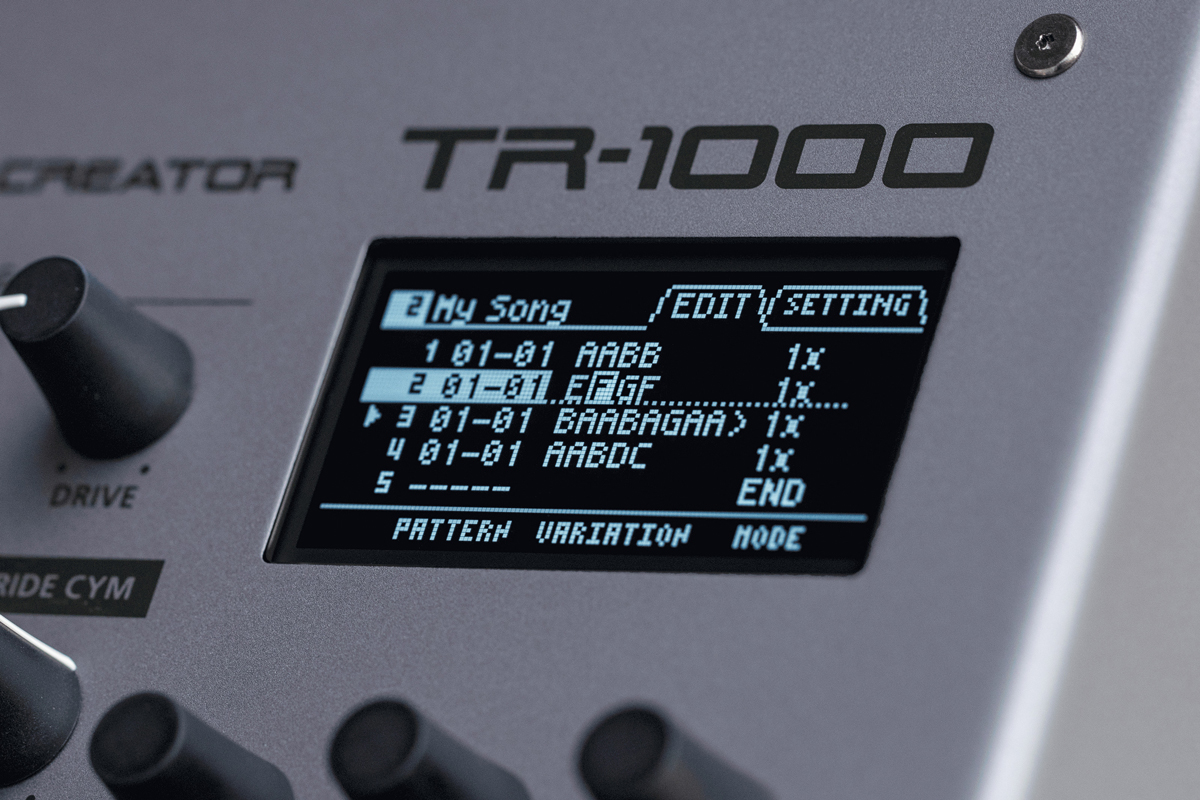 TR-1000
CREATOR
2 My Song EDIT SETTING
1 01-01 AABB 1x
2 01-01 EFGF 1x
3 01-01 BAABAGAA> 1x
4 01-01 AABDC 1x
5 ------ END
PATTERN VARIATION MODE
DRIVE
RIDE CYM